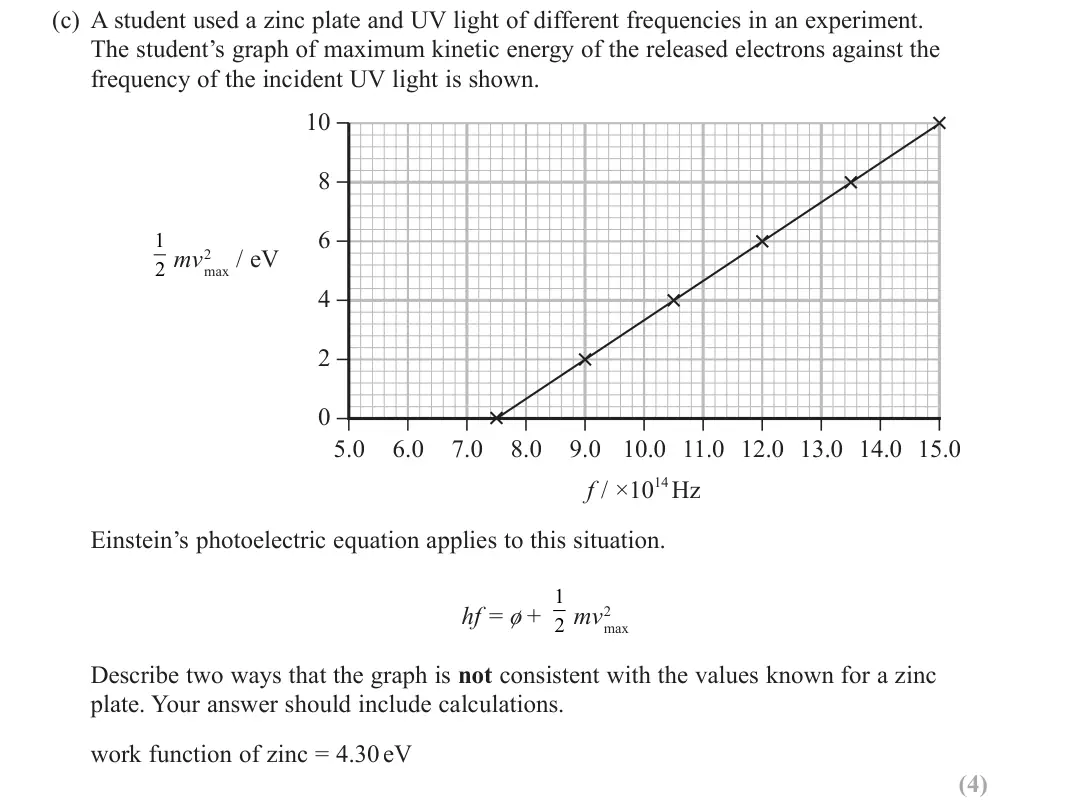 (c) A student used a zinc plate and UV light of different frequencies in an experiment.
The student’s graph of maximum kinetic energy of the released electrons against the
frequency of the incident UV light is shown.
10
8
6
4
2
0
1/2 mv²max / eV
5.0 6.0 7.0 8.0 9.0 10.0 11.0 12.0 13.0 14.0 15.0
f / ×10¹⁴ Hz
Einstein’s photoelectric equation applies to this situation.
hf = ø + 1/2 mv²max
Describe two ways that the graph is not consistent with the values known for a zinc
plate. Your answer should include calculations.
work function of zinc = 4.30 eV
(4)